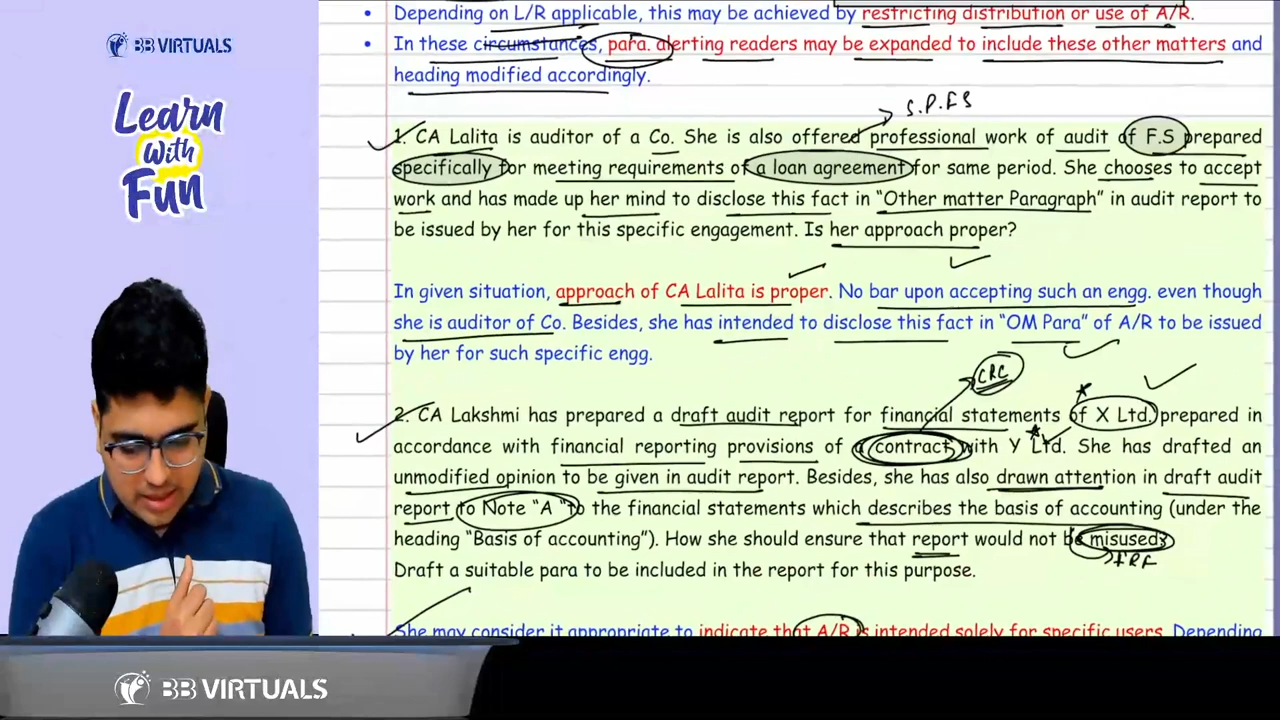 • Depending on L/R applicable, this may be achieved by restricting distribution or use of A/R.
BB VIRTUALS
• In these circumstances, para. alerting readers may be expanded to include these other matters and
heading modified accordingly.
Learn
With
Fun
S.P.FS
1. CA Lalita is auditor of a Co. She is also offered professional work of audit of F.S prepared
specifically for meeting requirements of a loan agreement for same period. She chooses to accept
work and has made up her mind to disclose this fact in "Other matter Paragraph" in audit report to
be issued by her for this specific engagement. Is her approach proper?
In given situation, approach of CA Lalita is proper. No bar upon accepting such an engg. even though
she is auditor of Co. Besides, she has intended to disclose this fact in "OM Para" of A/R to be issued
by her for such specific engg.
CRC
2. CA Lakshmi has prepared a draft audit report for financial statements of X Ltd. prepared in
accordance with financial reporting provisions of a contract with Y Ltd. She has drafted an
unmodified opinion to be given in audit report. Besides, she has also drawn attention in draft audit
report to Note "A "to the financial statements which describes the basis of accounting (under the
heading "Basis of accounting"). How she should ensure that report would not be misused?
Draft a suitable para to be included in the report for this purpose.
She may consider it appropriate to indicate that A/R is intended solely for specific users. Depending
BB VIRTUALS